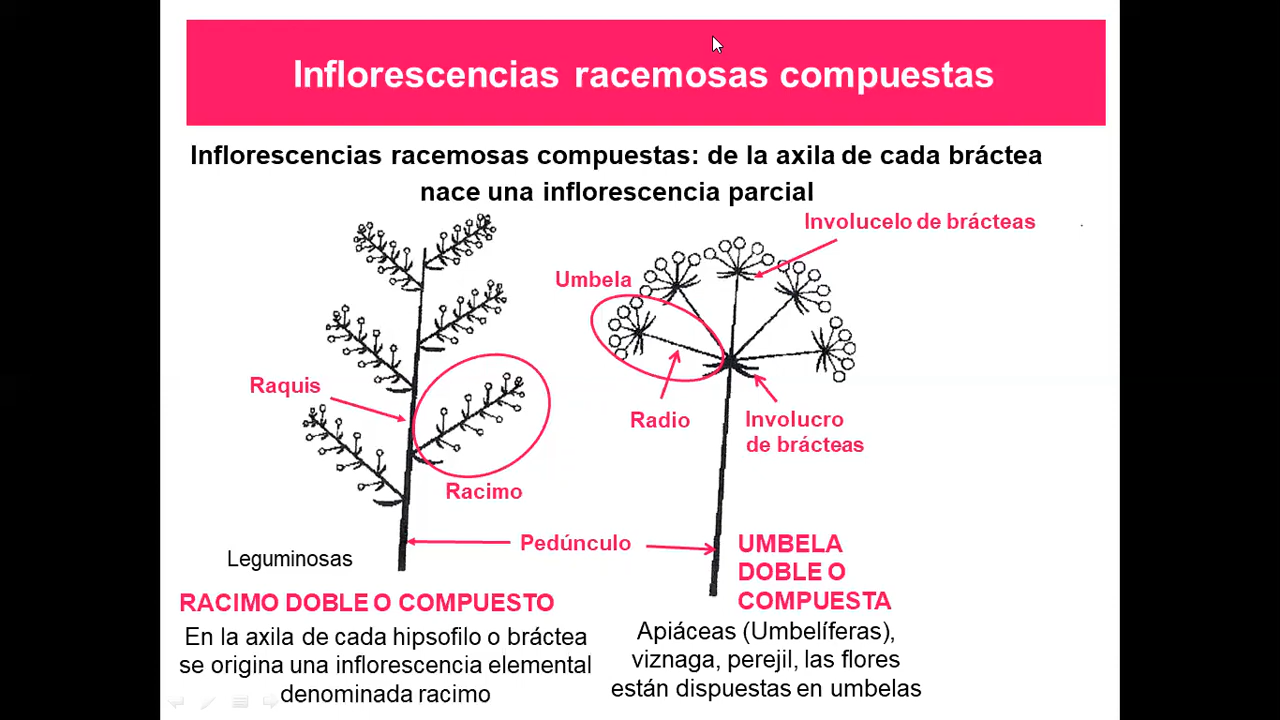 Inflorescencias racemosas compuestas
Inflorescencias racemosas compuestas: de la axila de cada bráctea
nace una inflorescencia parcial
Involucelo de brácteas
Umbela
Raquis
Radio
Involucro
de brácteas
Racimo
Pedúnculo
Leguminosas
RACIMO DOBLE O COMPUESTO
En la axila de cada hipsofilo o bráctea
se origina una inflorescencia elemental
denominada racimo
UMBELA
DOBLE O
COMPUESTA
Apiáceas (Umbelíferas),
viznaga, perejil, las flores
están dispuestas en umbelas